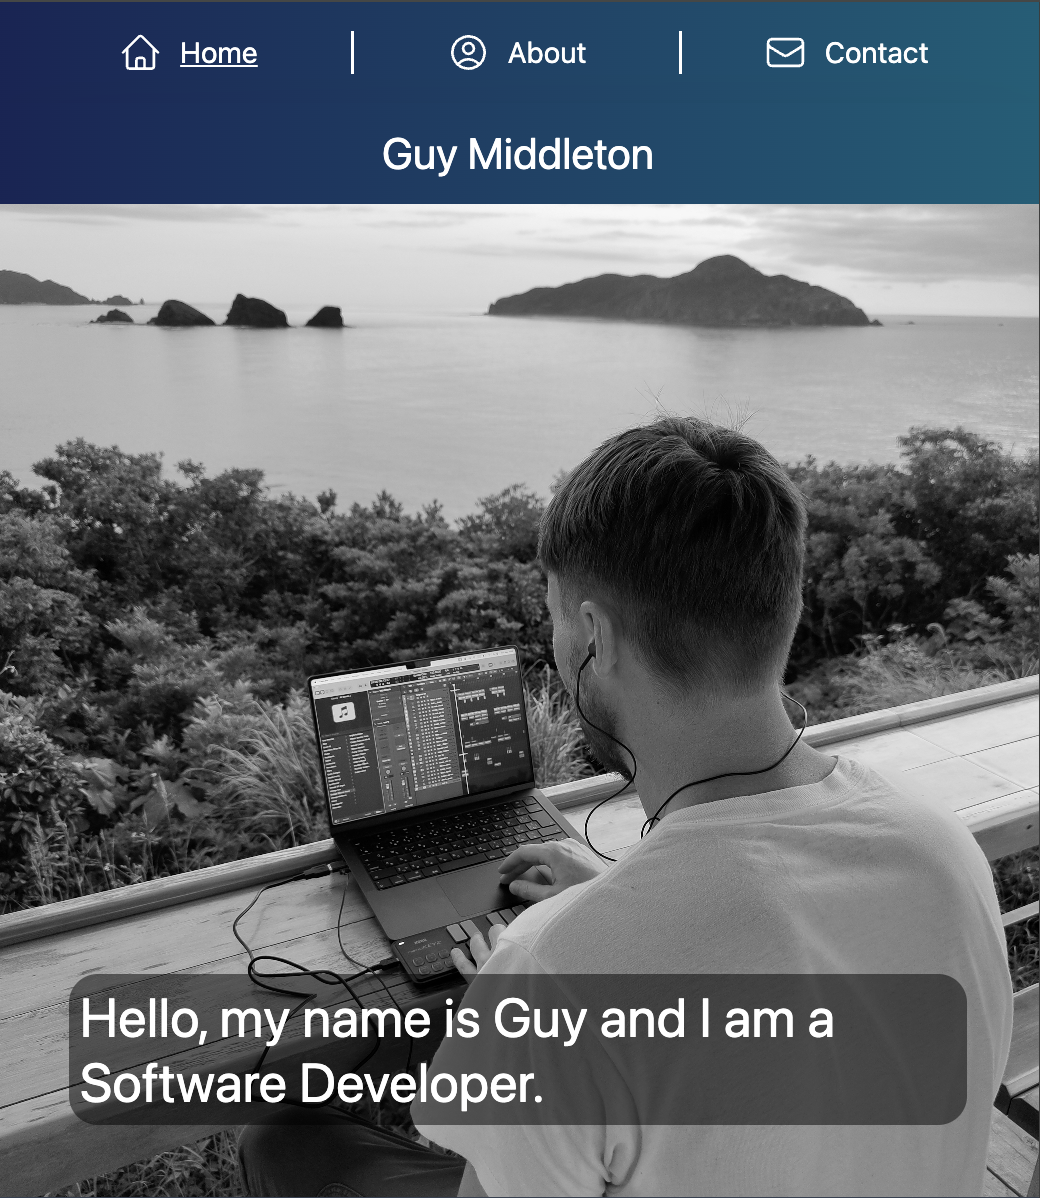 Home
About
Contact
Guy Middleton
Hello, my name is Guy and I am a
Software Developer.